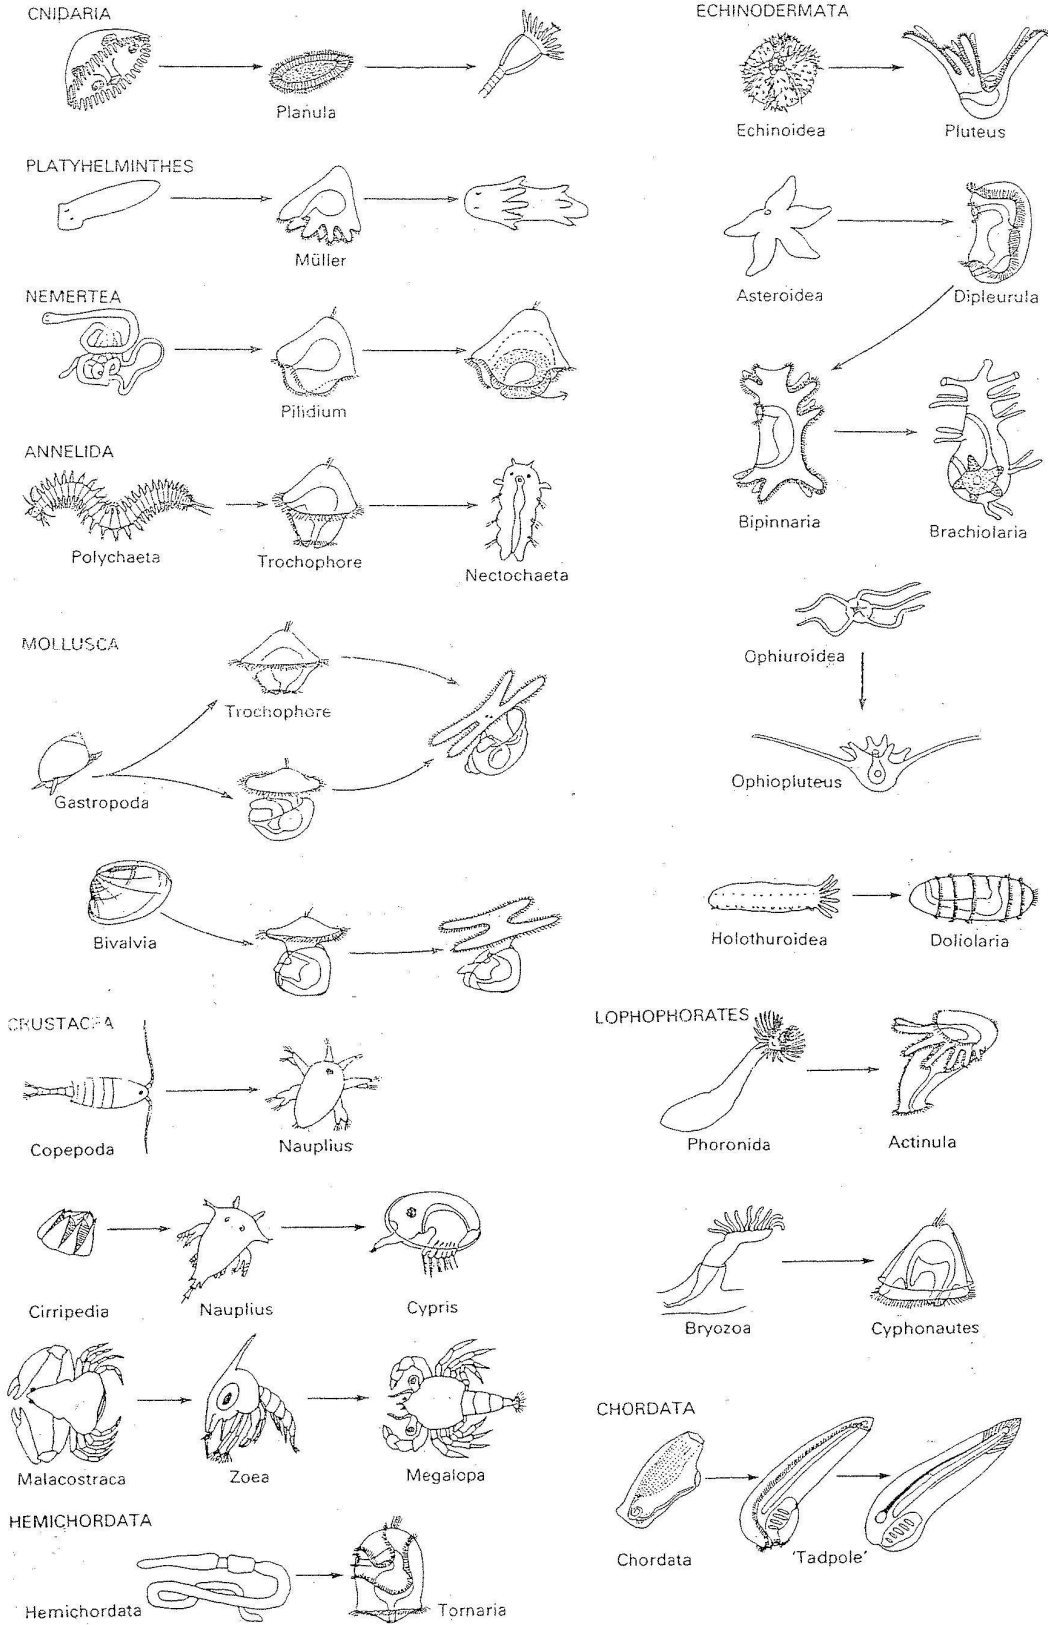 CNIDARIA
Planula
PLATYHELMINTHES
Müller
NEMERTEA
Pilidium
ANNELIDA
Polychaeta
Trochophore
Nectochaeta
MOLLUSCA
Trochophore
Gastropoda
Bivalvia
CRUSTACEA
Copepoda
Nauplius
Cirripedia
Nauplius
Cypris
Malacostraca
Zoea
Megalopa
HEMICHORDATA
Hemichordata
Tornaria
ECHINODERMATA
Echinoidea
Pluteus
Asteroidea
Dipleurula
Bipinnaria
Brachiolaria
Ophiuroidea
Ophiopluteus
Holothuroidea
Doliolaria
LOPHOPHORATES
Phoronida
Actinula
Bryozoa
Cyphonautes
CHORDATA
Chordata
'Tadpole'